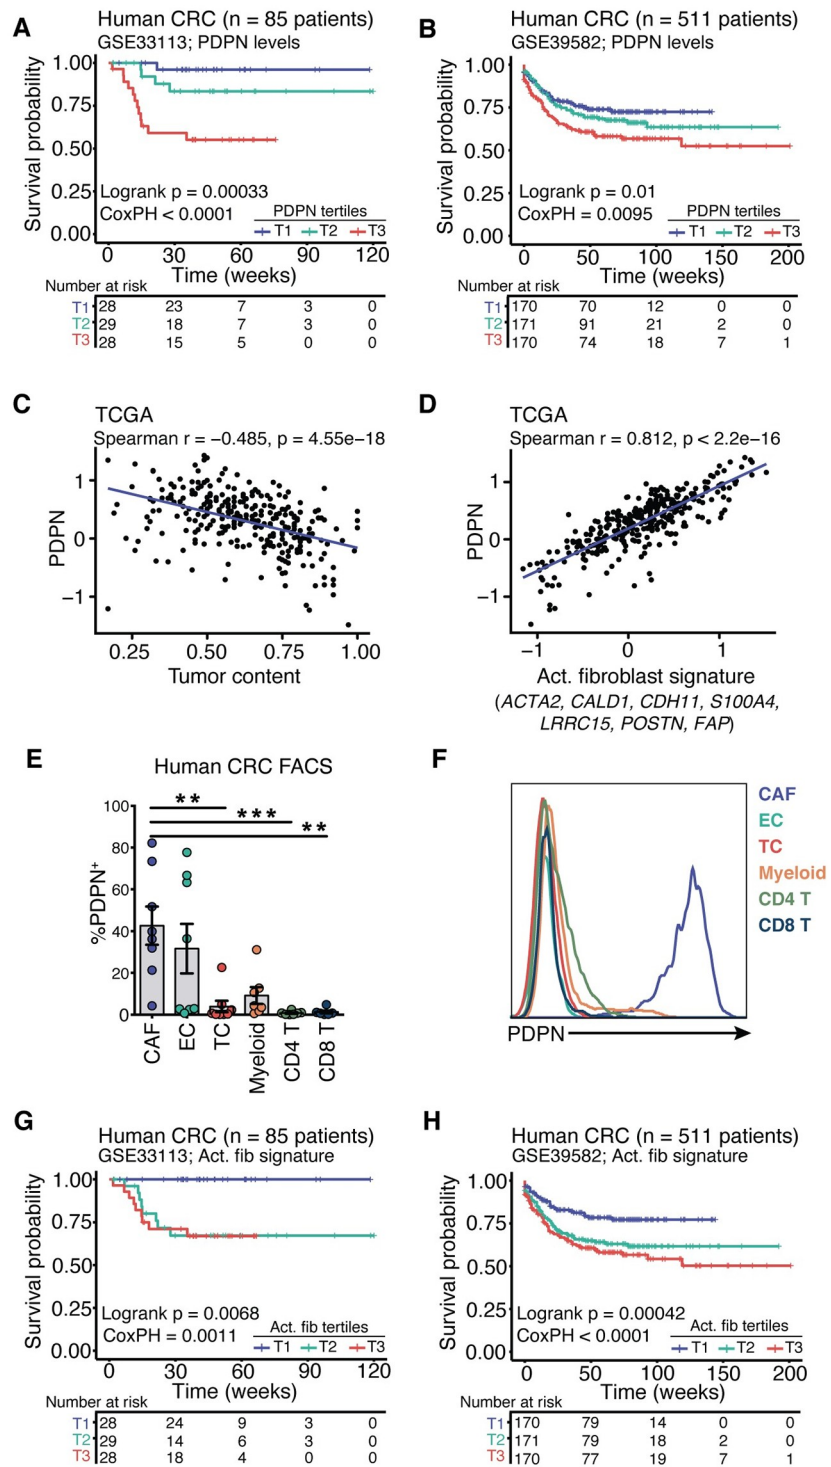 A
Human CRC (n = 85 patients)
GSE33113; PDPN levels
Survival probability
1.00
0.75
0.50
0.25
0.00
Logrank p = 0.00033
CoxPH < 0.0001
PDPN tertiles
T1 T2 T3
0 30 60 90 120
Time (weeks)
Number at risk
T1 28 23 7 3 0
T2 29 18 7 3 0
T3 28 15 5 0 0
B
Human CRC (n = 511 patients)
GSE39582; PDPN levels
Survival probability
1.00
0.75
0.50
0.25
0.00
Logrank p = 0.01
CoxPH = 0.0095
PDPN tertiles
T1 T2 T3
0 50 100 150 200
Time (weeks)
Number at risk
T1 170 70 12 0 0
T2 171 91 21 2 0
T3 170 74 18 7 1
C
TCGA
Spearman r = −0.485, p = 4.55e−18
PDPN
1
0
−1
0.25 0.50 0.75 1.00
Tumor content
D
TCGA
Spearman r = 0.812, p < 2.2e−16
PDPN
1
0
−1
−1 0 1
Act. fibroblast signature
(ACTA2, CALD1, CDH11, S100A4,
LRRC15, POSTN, FAP)
E
Human CRC FACS
%PDPN+
100
80
60
40
20
0
**
***
**
CAF EC TC Myeloid CD4 T CD8 T
F
CAF
EC
TC
Myeloid
CD4 T
CD8 T
PDPN
G
Human CRC (n = 85 patients)
GSE33113; Act. fib signature
Survival probability
1.00
0.75
0.50
0.25
0.00
Logrank p = 0.0068
CoxPH = 0.0011
Act. fib tertiles
T1 T2 T3
0 30 60 90 120
Time (weeks)
Number at risk
T1 28 24 9 3 0
T2 29 14 6 3 0
T3 28 18 4 0 0
H
Human CRC (n = 511 patients)
GSE39582; Act. fib signature
Survival probability
1.00
0.75
0.50
0.25
0.00
Logrank p = 0.00042
CoxPH < 0.0001
Act. fib tertiles
T1 T2 T3
0 50 100 150 200
Time (weeks)
Number at risk
T1 170 79 14 0 0
T2 171 79 18 2 0
T3 170 77 19 7 1